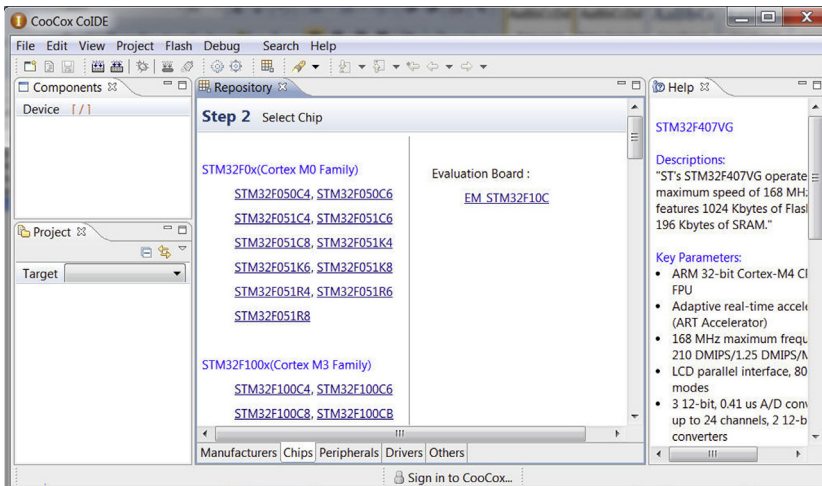 CooCox CoIDE
File Edit View Project Flash Debug Search Help
Components
Device [/]
Project
Target
Repository
Step 2 Select Chip
STM32F0x(Cortex M0 Family)
STM32F050C4, STM32F050C6
STM32F051C4, STM32F051C6
STM32F051C8, STM32F051K4
STM32F051K6, STM32F051K8
STM32F051R4, STM32F051R6
STM32F051R8
STM32F100x(Cortex M3 Family)
STM32F100C4, STM32F100C6
STM32F100C8, STM32F100CB
Evaluation Board :
EM_STM32F10C
Manufacturers Chips Peripherals Drivers Others
Help
STM32F407VG
Descriptions:
"ST's STM32F407VG operate
maximum speed of 168 MH
features 1024 Kbytes of Flas
196 Kbytes of SRAM."
Key Parameters:
• ARM 32-bit Cortex-M4 C
FPU
• Adaptive real-time accele
(ART Accelerator)
• 168 MHz maximum frequ
210 DMIPS/1.25 DMIPS/
• LCD parallel interface, 80
modes
• 3 12-bit, 0.41 us A/D conv
up to 24 channels, 2 12-b
converters
Sign in to CooCox...